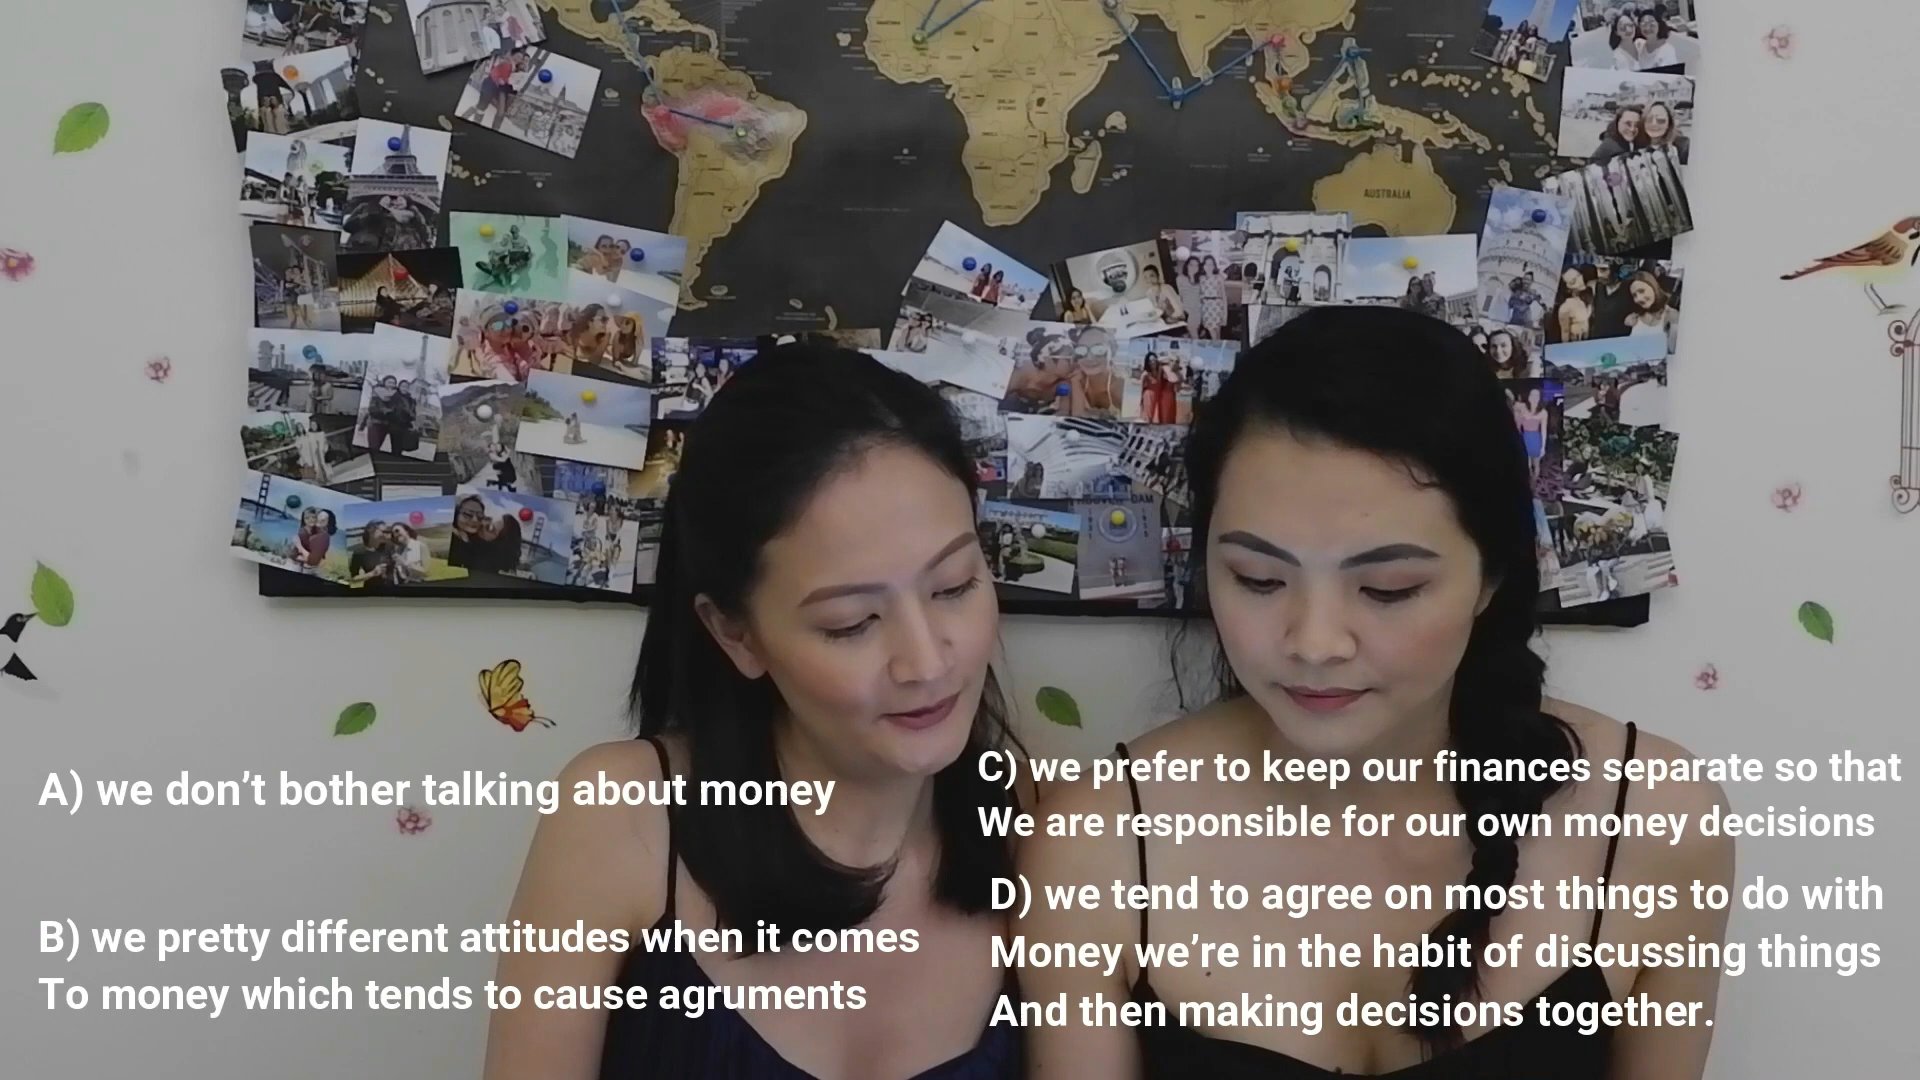 AUSTRALIA
A) we don’t bother talking about money
B) we pretty different attitudes when it comes
To money which tends to cause agruments
C) we prefer to keep our finances separate so that
We are responsible for our own money decisions
D) we tend to agree on most things to do with
Money we’re in the habit of discussing things
And then making decisions together.